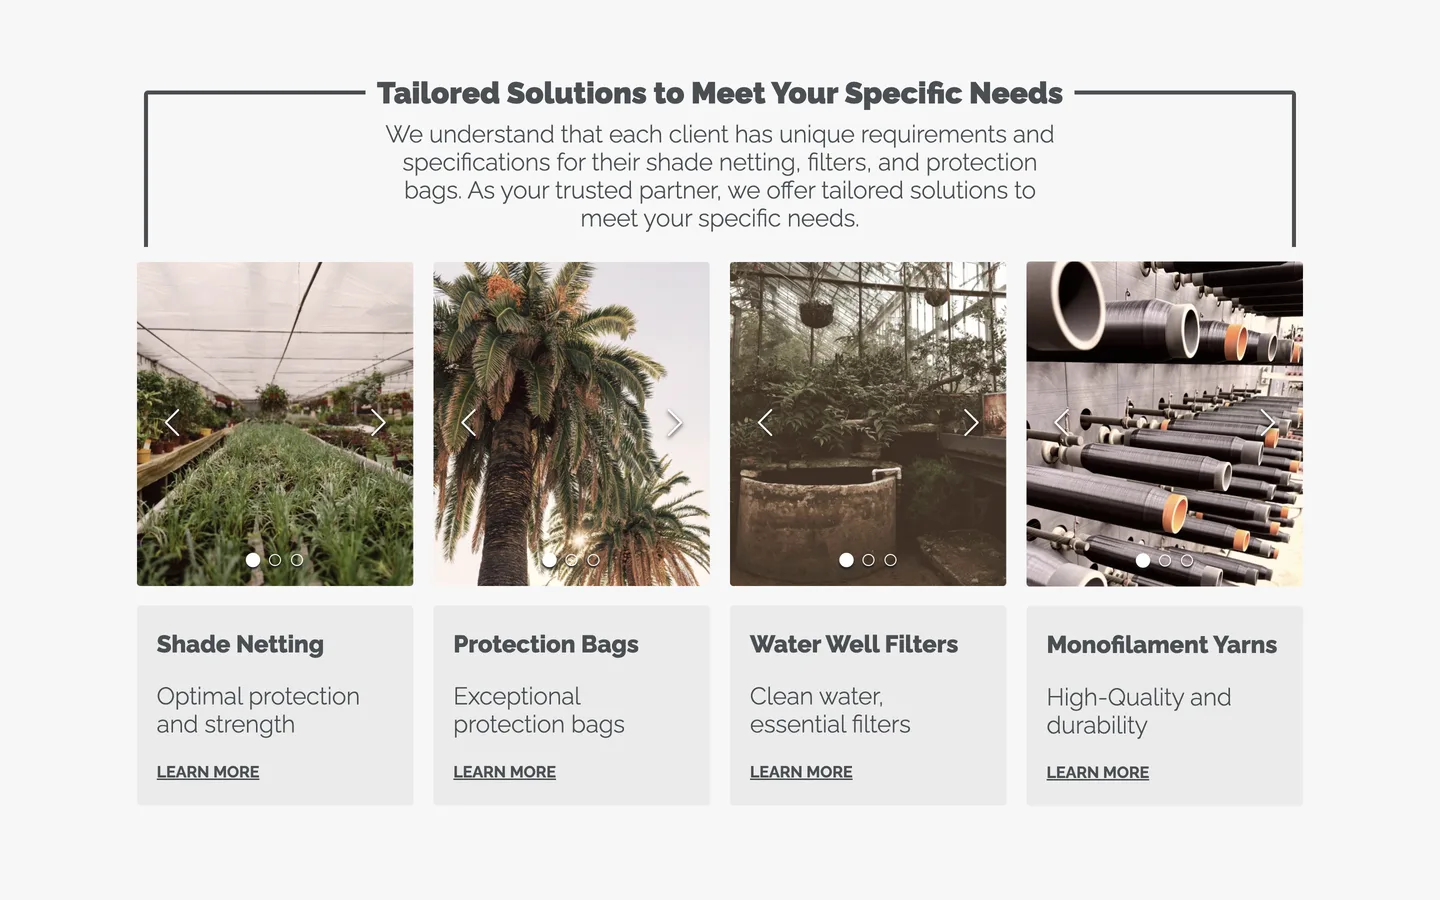 Tailored Solutions to Meet Your Specific Needs
We understand that each client has unique requirements and
specifications for their shade netting, filters, and protection
bags. As your trusted partner, we offer tailored solutions to
meet your specific needs.
Shade Netting
Optimal protection
and strength
LEARN MORE
Protection Bags
Exceptional
protection bags
LEARN MORE
Water Well Filters
Clean water,
essential filters
LEARN MORE
Monofilament Yarns
High-Quality and
durability
LEARN MORE